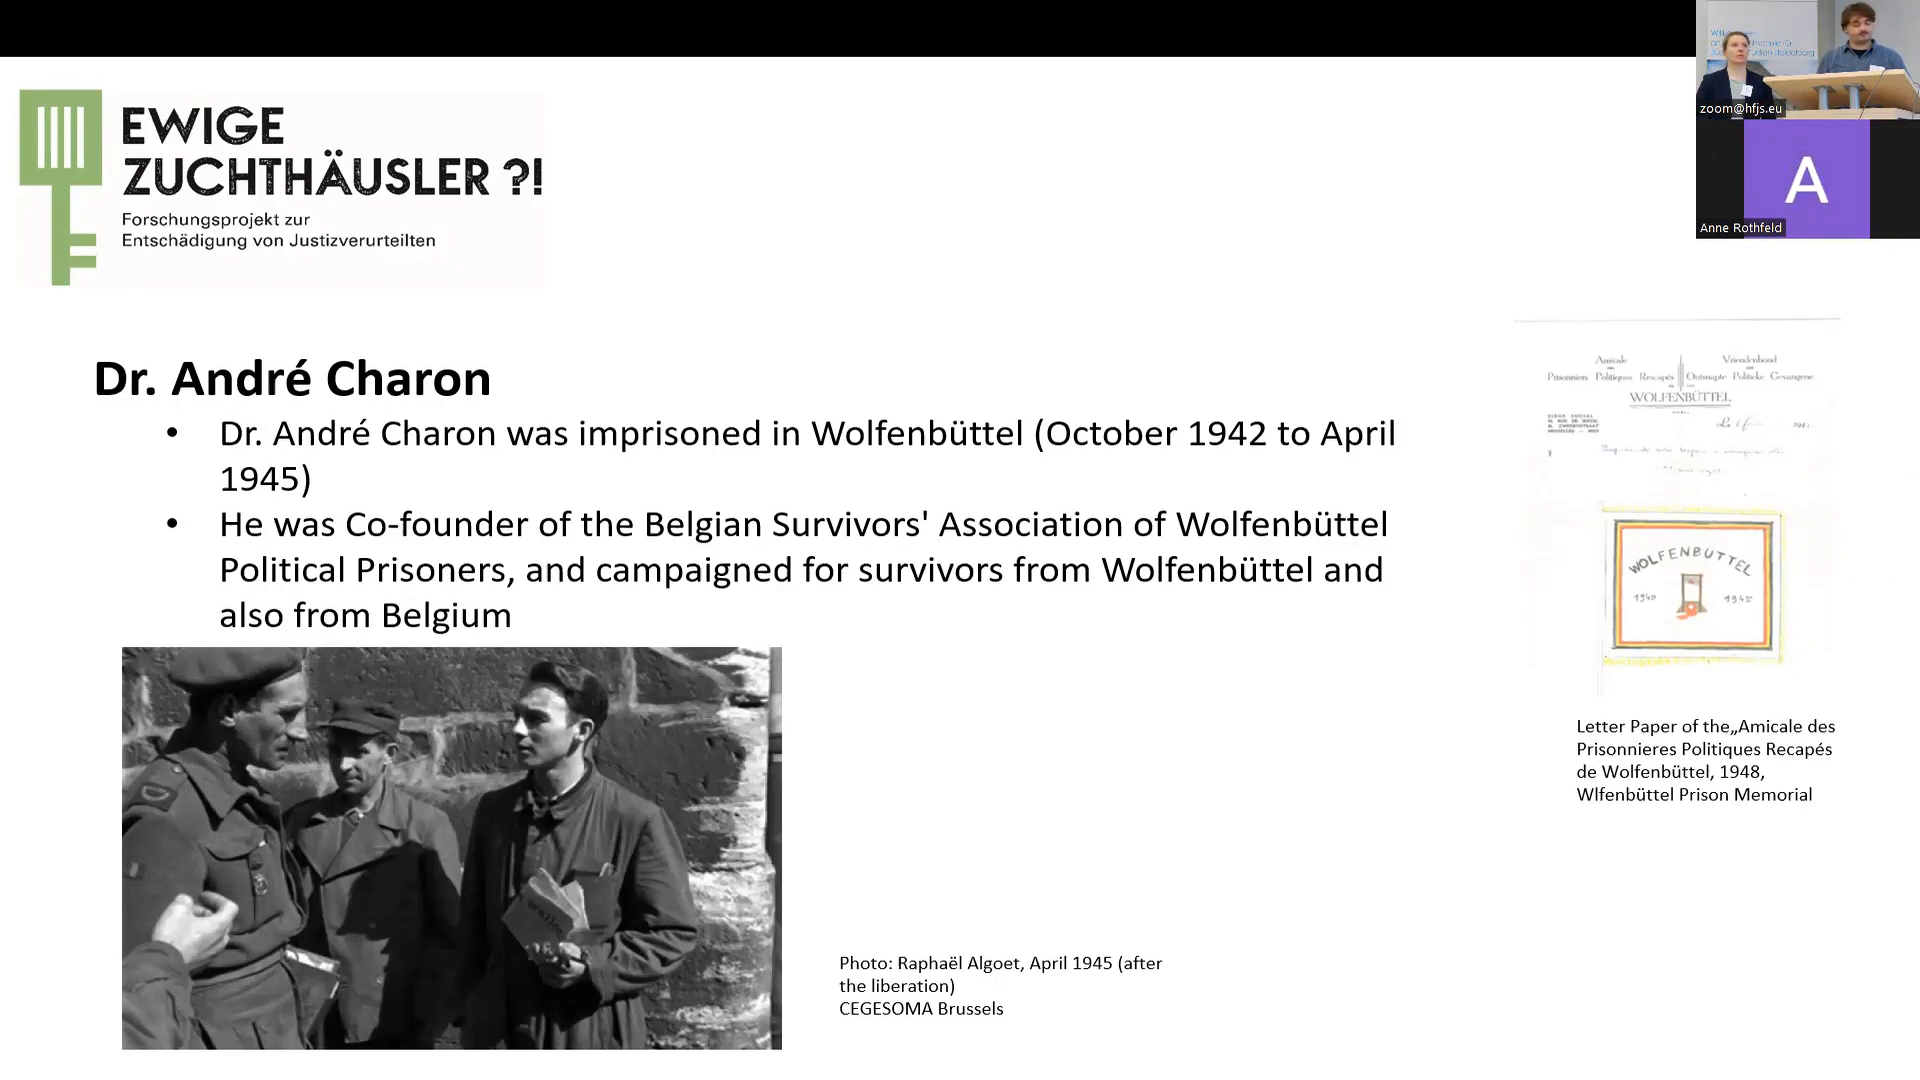 EWIGE
ZUCHTHÄUSLER ?!
Forschungsprojekt zur
Entschädigung von Justizverurteilten
zoom@hfjs.eu
A
Anne Rothfeld
Dr. André Charon
• Dr. André Charon was imprisoned in Wolfenbüttel (October 1942 to April
1945)
• He was Co-founder of the Belgian Survivors' Association of Wolfenbüttel
Political Prisoners, and campaigned for survivors from Wolfenbüttel and
also from Belgium
Amicale
Prisonniers Politiques Rescapés
Vriendenbond
Ontsnapte Politieke Gevangene
WOLFENBÜTTEL
SIEGE SOCIAL
WOLFENBUTTEL
1940 1945
Letter Paper of the„Amicale des
Prisonnieres Politiques Recapés
de Wolfenbüttel, 1948,
Wlfenbüttel Prison Memorial
Photo: Raphaël Algoet, April 1945 (after
the liberation)
CEGESOMA Brussels